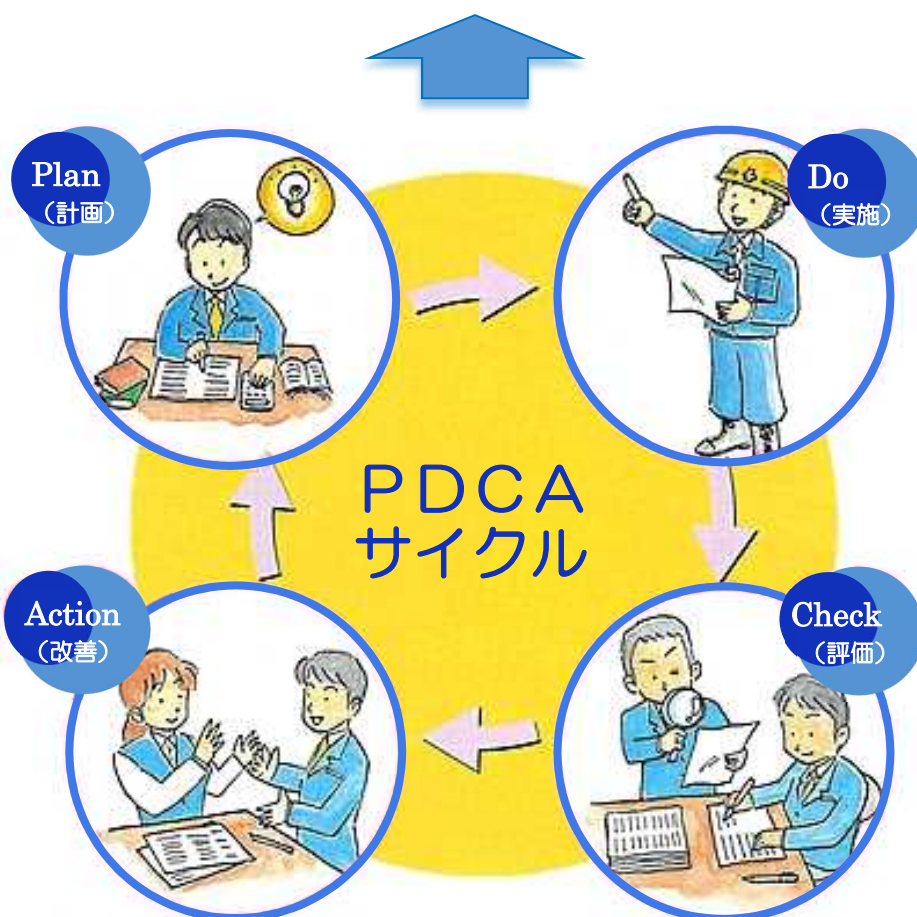 Plan
（計画）
Do
（実施）
ＰＤＣＡ
サイクル
Action
（改善）
Check
（評価）